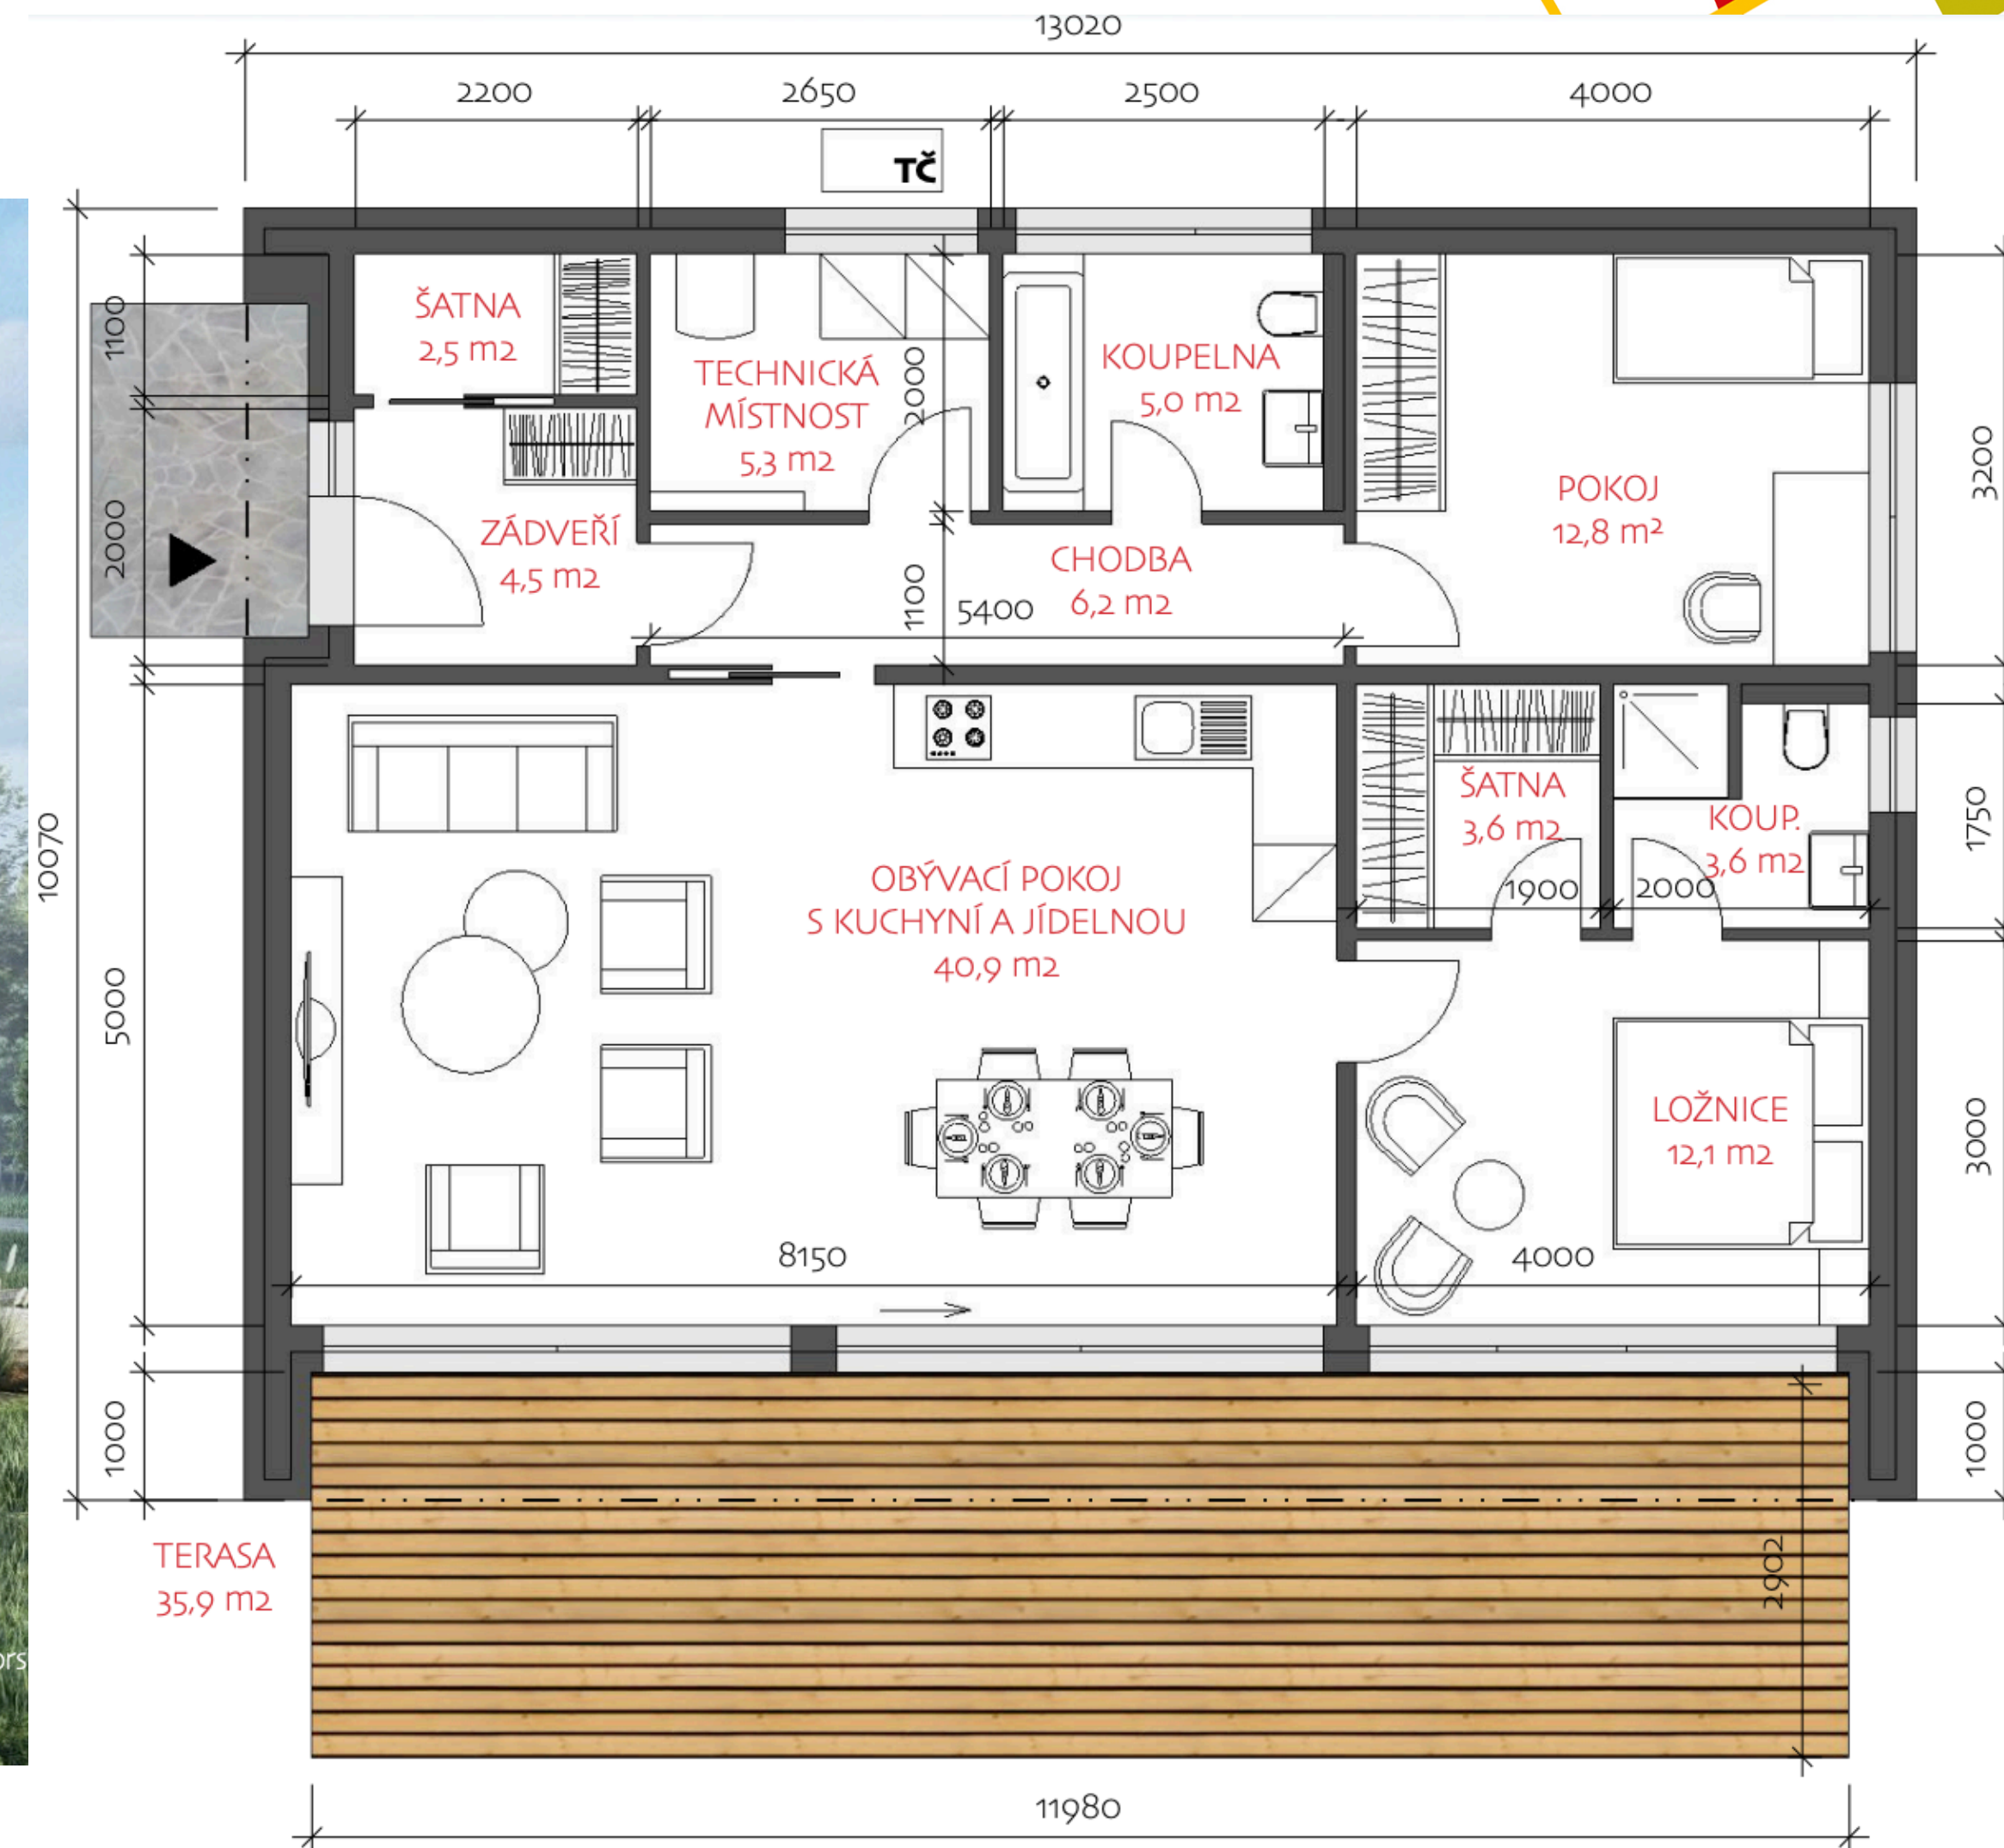 13020
2200
2650
2500
4000
TČ
1100
ŠATNA
2,5 m2
TECHNICKÁ
MÍSTNOST
5,3 m2
2000
KOUPELNA
5,0 m2
POKOJ
12,8 m²
3200
2000
ZÁDVEŘÍ
4,5 m2
CHODBA
6,2 m2
1100
5400
10070
ŠATNA
3,6 m2
KOUP.
3,6 m2
1750
1900
2000
OBÝVACÍ POKOJ
S KUCHYNÍ A JÍDELNOU
40,9 m2
5000
LOŽNICE
12,1 m2
3000
8150
4000
1000
1000
TERASA
35,9 m2
2902
ors
11980